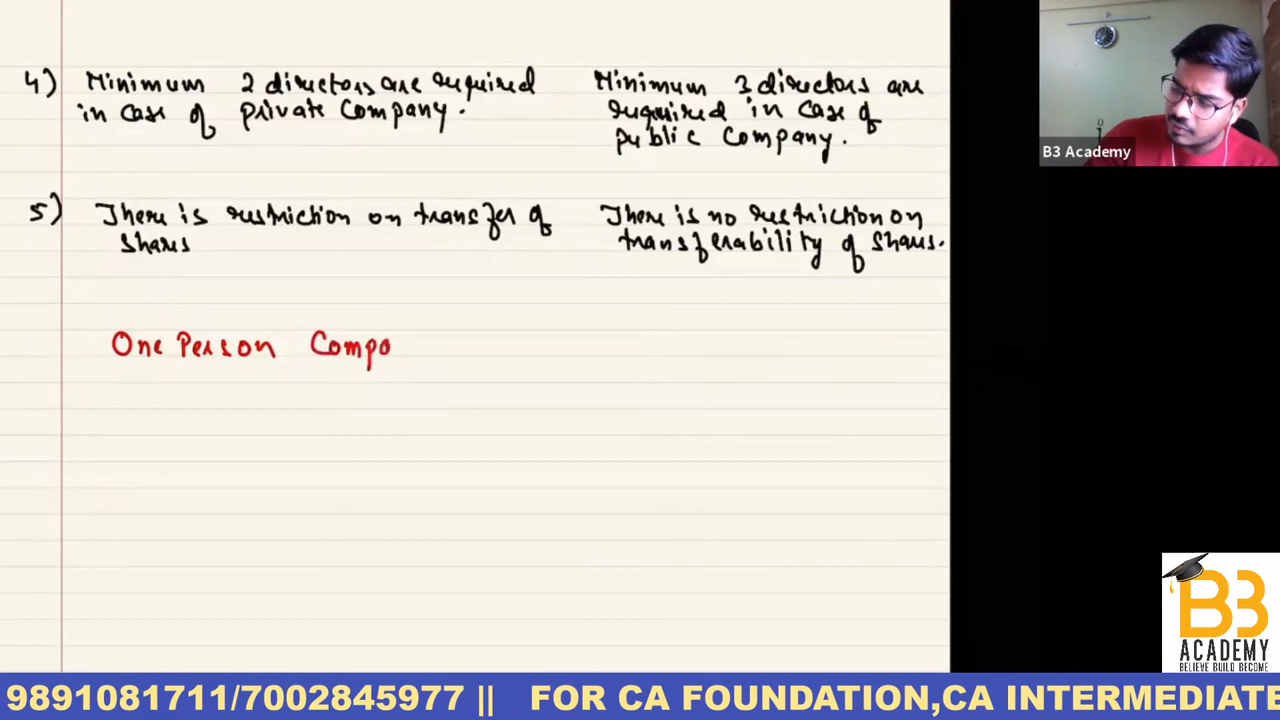 4) Minimum 2 directors are required
in case of private Company.
Minimum 3 directors are
required in case of
public Company.
5) There is restriction on transfer of
shares
There is no restriction on
transferability of shares.
One Person Compa
B3 Academy
B3
ACADEMY
BELIEVE BUILD BECOME
9891081711/7002845977 || FOR CA FOUNDATION,CA INTERMEDIATE